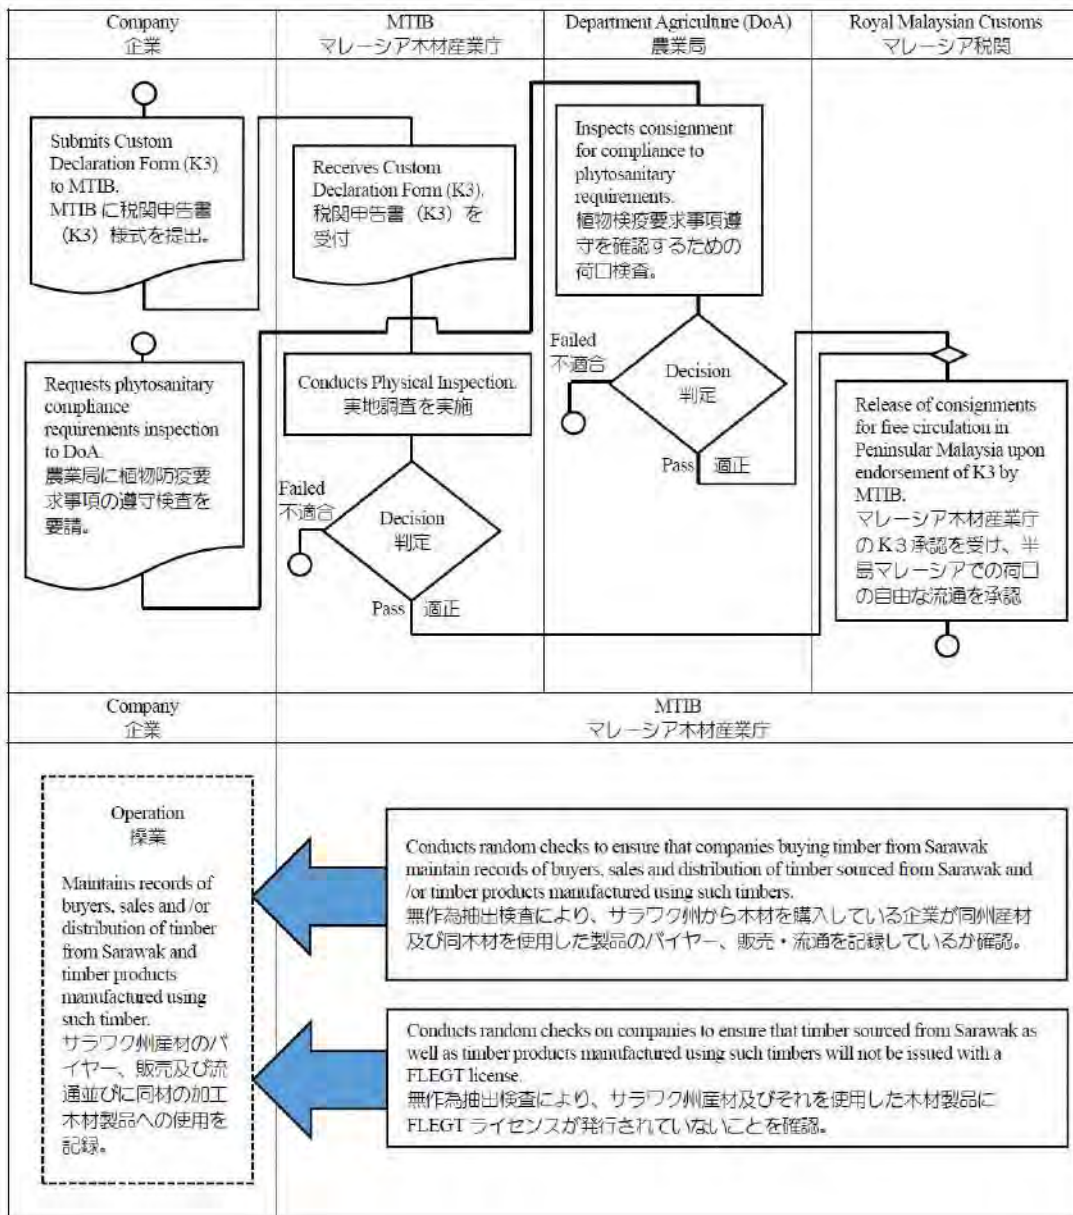 Company
企業
MTIB
マレーシア木材産業庁
Department Agriculture (DoA)
農業局
Royal Malaysian Customs
マレーシア税関
Submits Custom
Declaration Form (K3)
to MTIB.
MTIB に税関申告書
（K3）様式を提出。
Receives Custom
Declaration Form (K3).
税関申告書（K3）を
受付
Inspects consignment
for compliance to
phytosanitary
requirements.
植物検疫要求事項遵
守を確認するための
荷口検査。
Requests phytosanitary
compliance
requirements inspection
to DoA.
農業局に植物防疫要
求事項の遵守検査を
要請。
Conducts Physical Inspection.
実地調査を実施
Failed
不適合
Decision
判定
Pass 適正
Failed
不適合
Decision
判定
Pass 適正
Release of consignments
for free circulation in
Peninsular Malaysia upon
endorsement of K3 by
MTIB.
マレーシア木材産業庁
の K３承認を受け、半
島マレーシアでの荷口
の自由な流通を承認
Company
企業
MTIB
マレーシア木材産業庁
Operation
操業
Maintains records of
buyers, sales and /or
distribution of timber
from Sarawak and
timber products
manufactured using
such timber.
サラワク州産材のバ
イヤー、販売及び流
通並びに同材の加工
木材製品への使用を
記録。
Conducts random checks to ensure that companies buying timber from Sarawak
maintain records of buyers, sales and distribution of timber sourced from Sarawak and
/or timber products manufactured using such timbers.
無作為抽出検査により、サラワク州から木材を購入している企業が同州産材
及び同木材を使用した製品のバイヤー、販売・流通を記録しているか確認。
Conducts random checks on companies to ensure that timber sourced from Sarawak as
well as timber products manufactured using such timbers will not be issued with a
FLEGT license.
無作為抽出検査により、サラワク州産材及びそれを使用した木材製品に
FLEGT ライセンスが発行されていないことを確認。